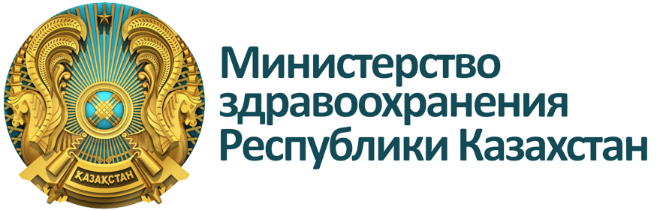 Министерство
здравоохранения
Республики Казахстан
ҚАЗАҚСТАН